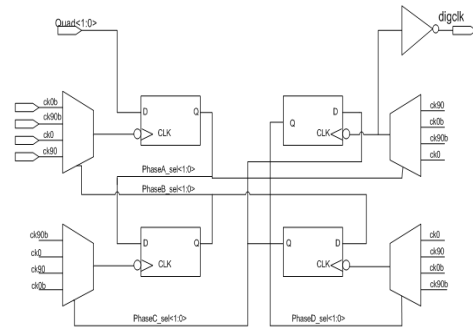 Quad<1:0>
digclk
ck0b
ck90b
ck0
ck90
D
CLK
D
Q
CLK
ck90
ck0b
ck90b
ck0
PhaseA_sel<1:0>
PhaseB_sel<1:0>
ck90b
ck0
ck90
ck0b
D
CLK
Q
D
CLK
ck0
ck90
ck0b
ck90b
PhaseC_sel<1:0>
PhaseD_sel<1:0>